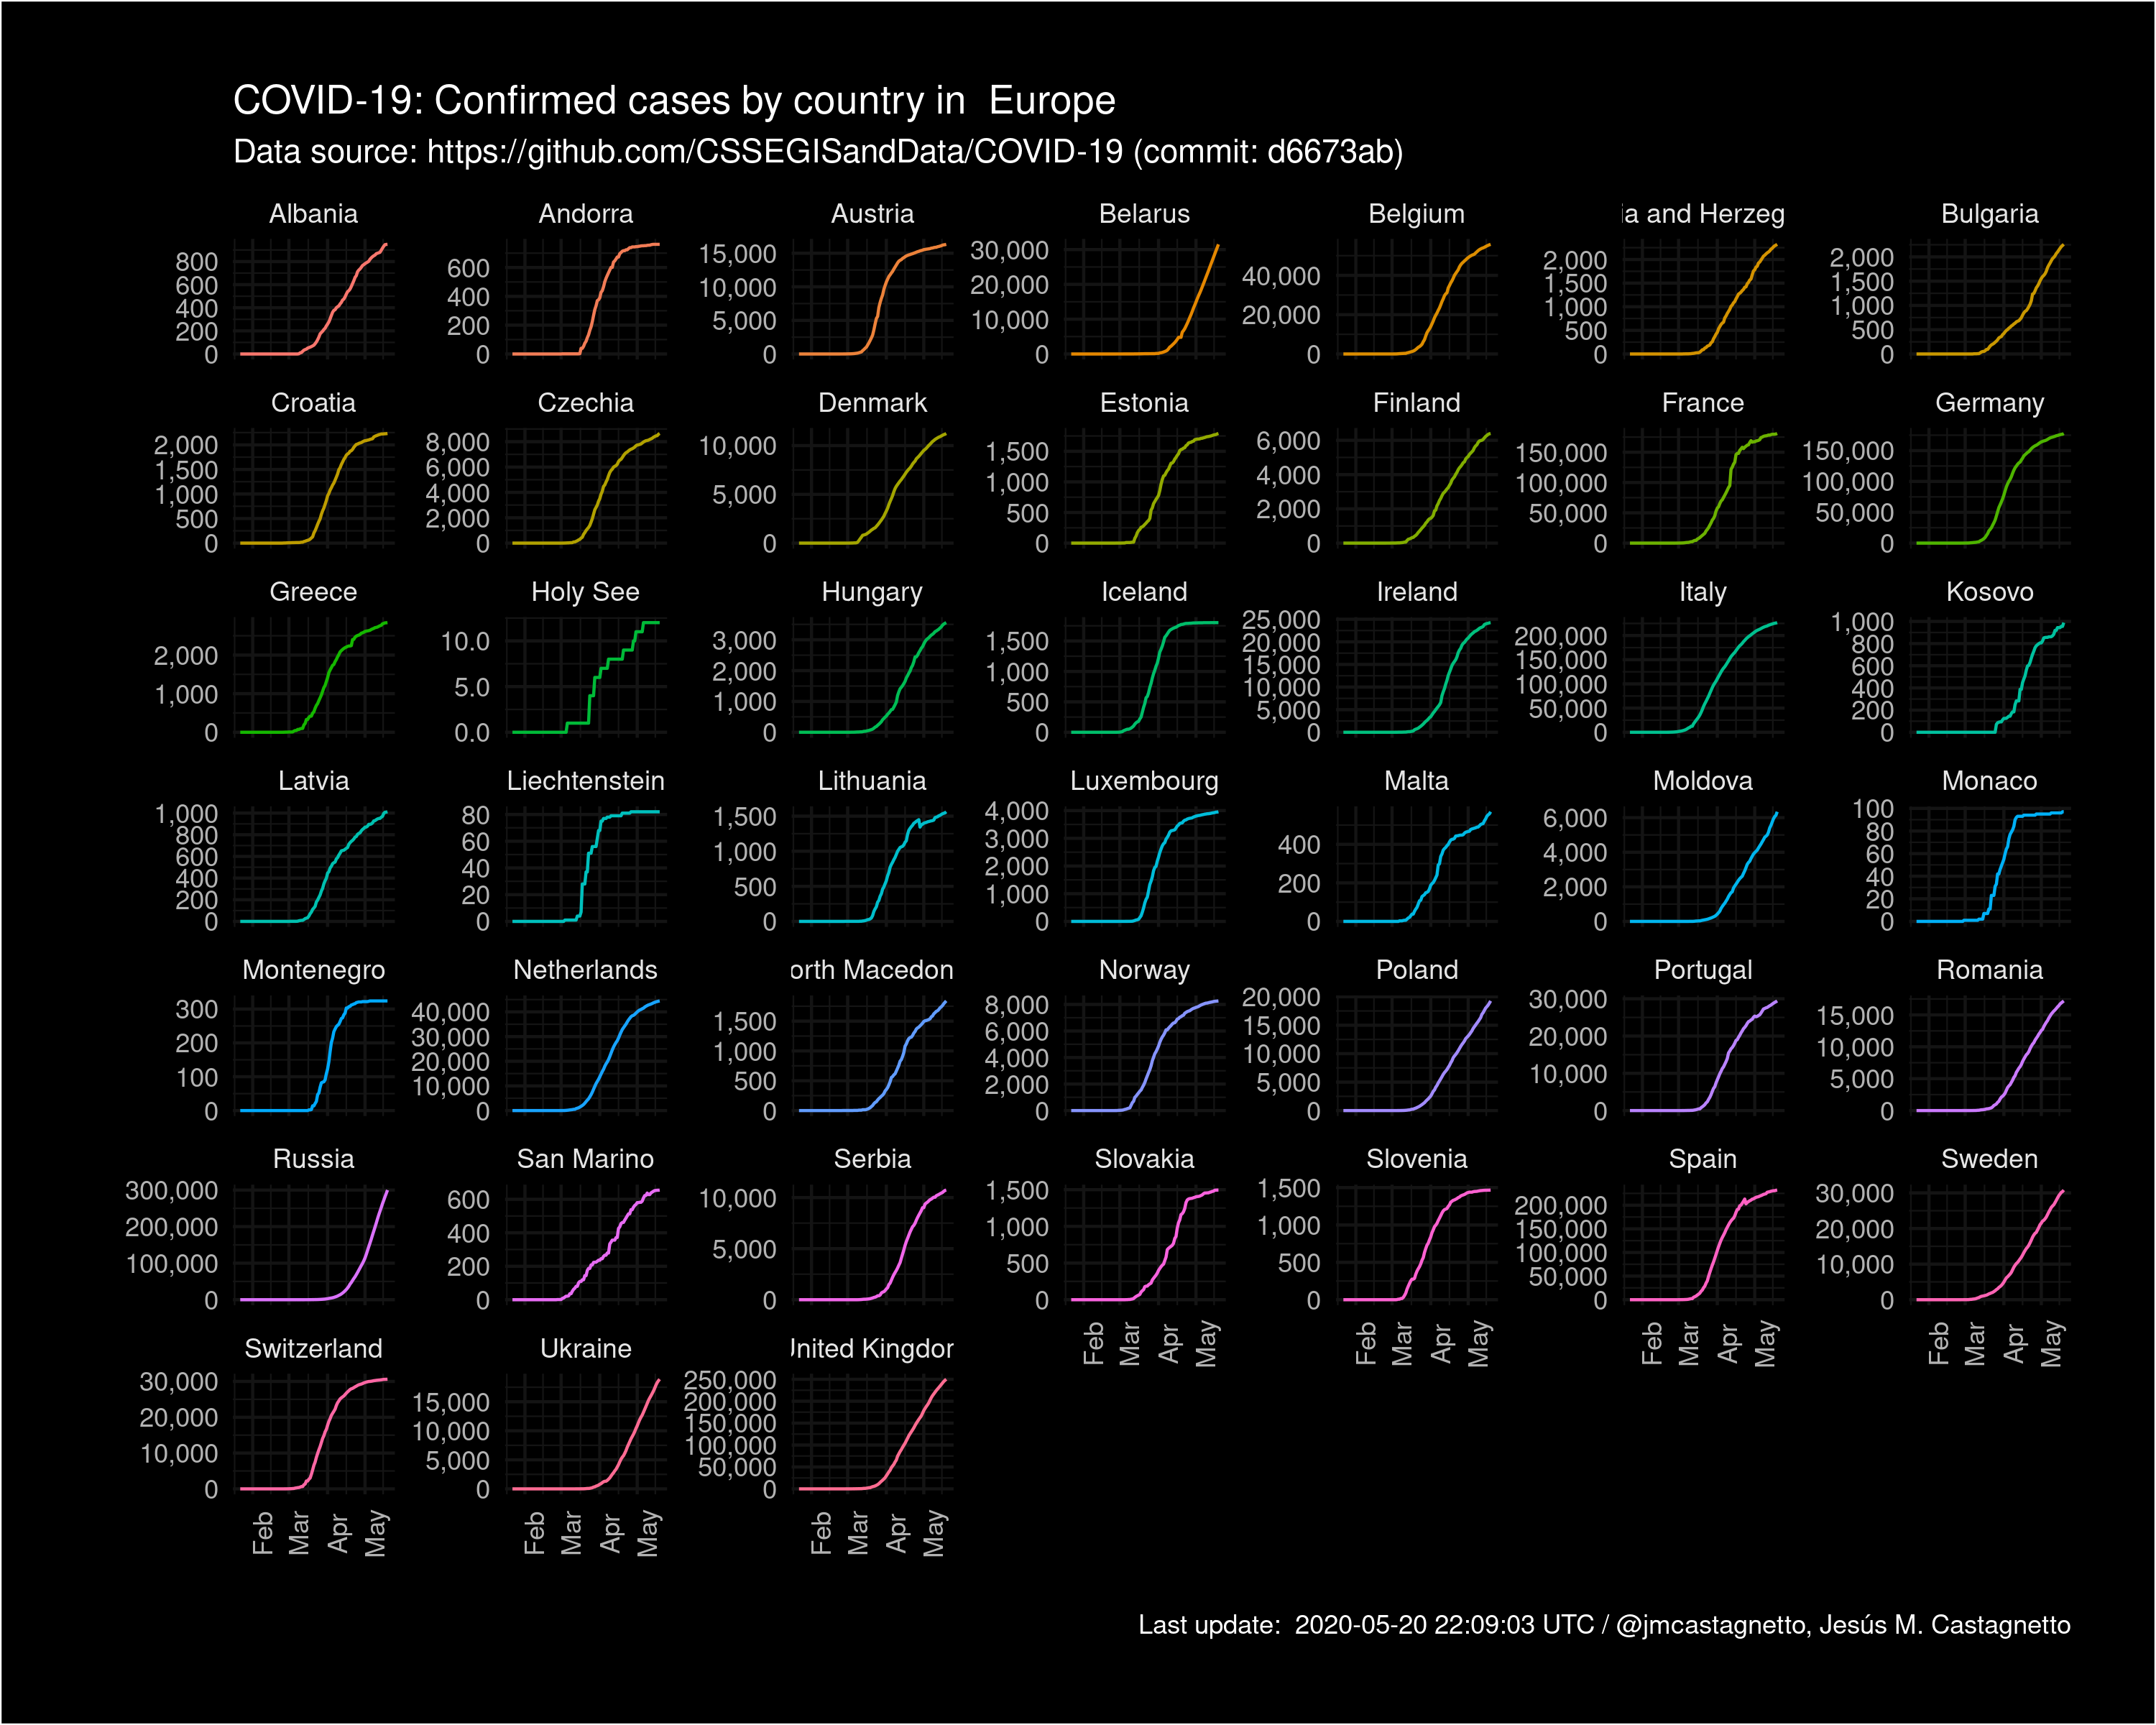 COVID-19: Confirmed cases by country in  Europe
Data source: https://github.com/CSSEGISandData/COVID-19 (commit: d6673ab)
Albania Andorra Austria Belarus Belgium ia and Herzeg Bulgaria
800 600 400 200 0
600 400 200 0
15,000 10,000 5,000 0
30,000 20,000 10,000 0
40,000 20,000 0
2,000 1,500 1,000 500 0
2,000 1,500 1,000 500 0
Croatia Czechia Denmark Estonia Finland France Germany
2,000 1,500 1,000 500 0
8,000 6,000 4,000 2,000 0
10,000 5,000 0
1,500 1,000 500 0
6,000 4,000 2,000 0
150,000 100,000 50,000 0
150,000 100,000 50,000 0
Greece Holy See Hungary Iceland Ireland Italy Kosovo
2,000 1,000 0
10.0 5.0 0.0
3,000 2,000 1,000 0
1,500 1,000 500 0
25,000 20,000 15,000 10,000 5,000 0
200,000 150,000 100,000 50,000 0
1,000 800 600 400 200 0
Latvia Liechtenstein Lithuania Luxembourg Malta Moldova Monaco
1,000 800 600 400 200 0
80 60 40 20 0
1,500 1,000 500 0
4,000 3,000 2,000 1,000 0
400 200 0
6,000 4,000 2,000 0
100 80 60 40 20 0
Montenegro Netherlands orth Macedon Norway Poland Portugal Romania
300 200 100 0
40,000 30,000 20,000 10,000 0
1,500 1,000 500 0
8,000 6,000 4,000 2,000 0
20,000 15,000 10,000 5,000 0
30,000 20,000 10,000 0
15,000 10,000 5,000 0
Russia San Marino Serbia Slovakia Slovenia Spain Sweden
300,000 200,000 100,000 0
600 400 200 0
10,000 5,000 0
1,500 1,000 500 0
1,500 1,000 500 0
200,000 150,000 100,000 50,000 0
30,000 20,000 10,000 0
Feb Mar Apr May Feb Mar Apr May Feb Mar Apr May Feb Mar Apr May
Switzerland Ukraine United Kingdom
30,000 20,000 10,000 0
15,000 10,000 5,000 0
250,000 200,000 150,000 100,000 50,000 0
Feb Mar Apr May Feb Mar Apr May Feb Mar Apr May
Last update:  2020-05-20 22:09:03 UTC / @jmcastagnetto, Jesús M. Castagnetto